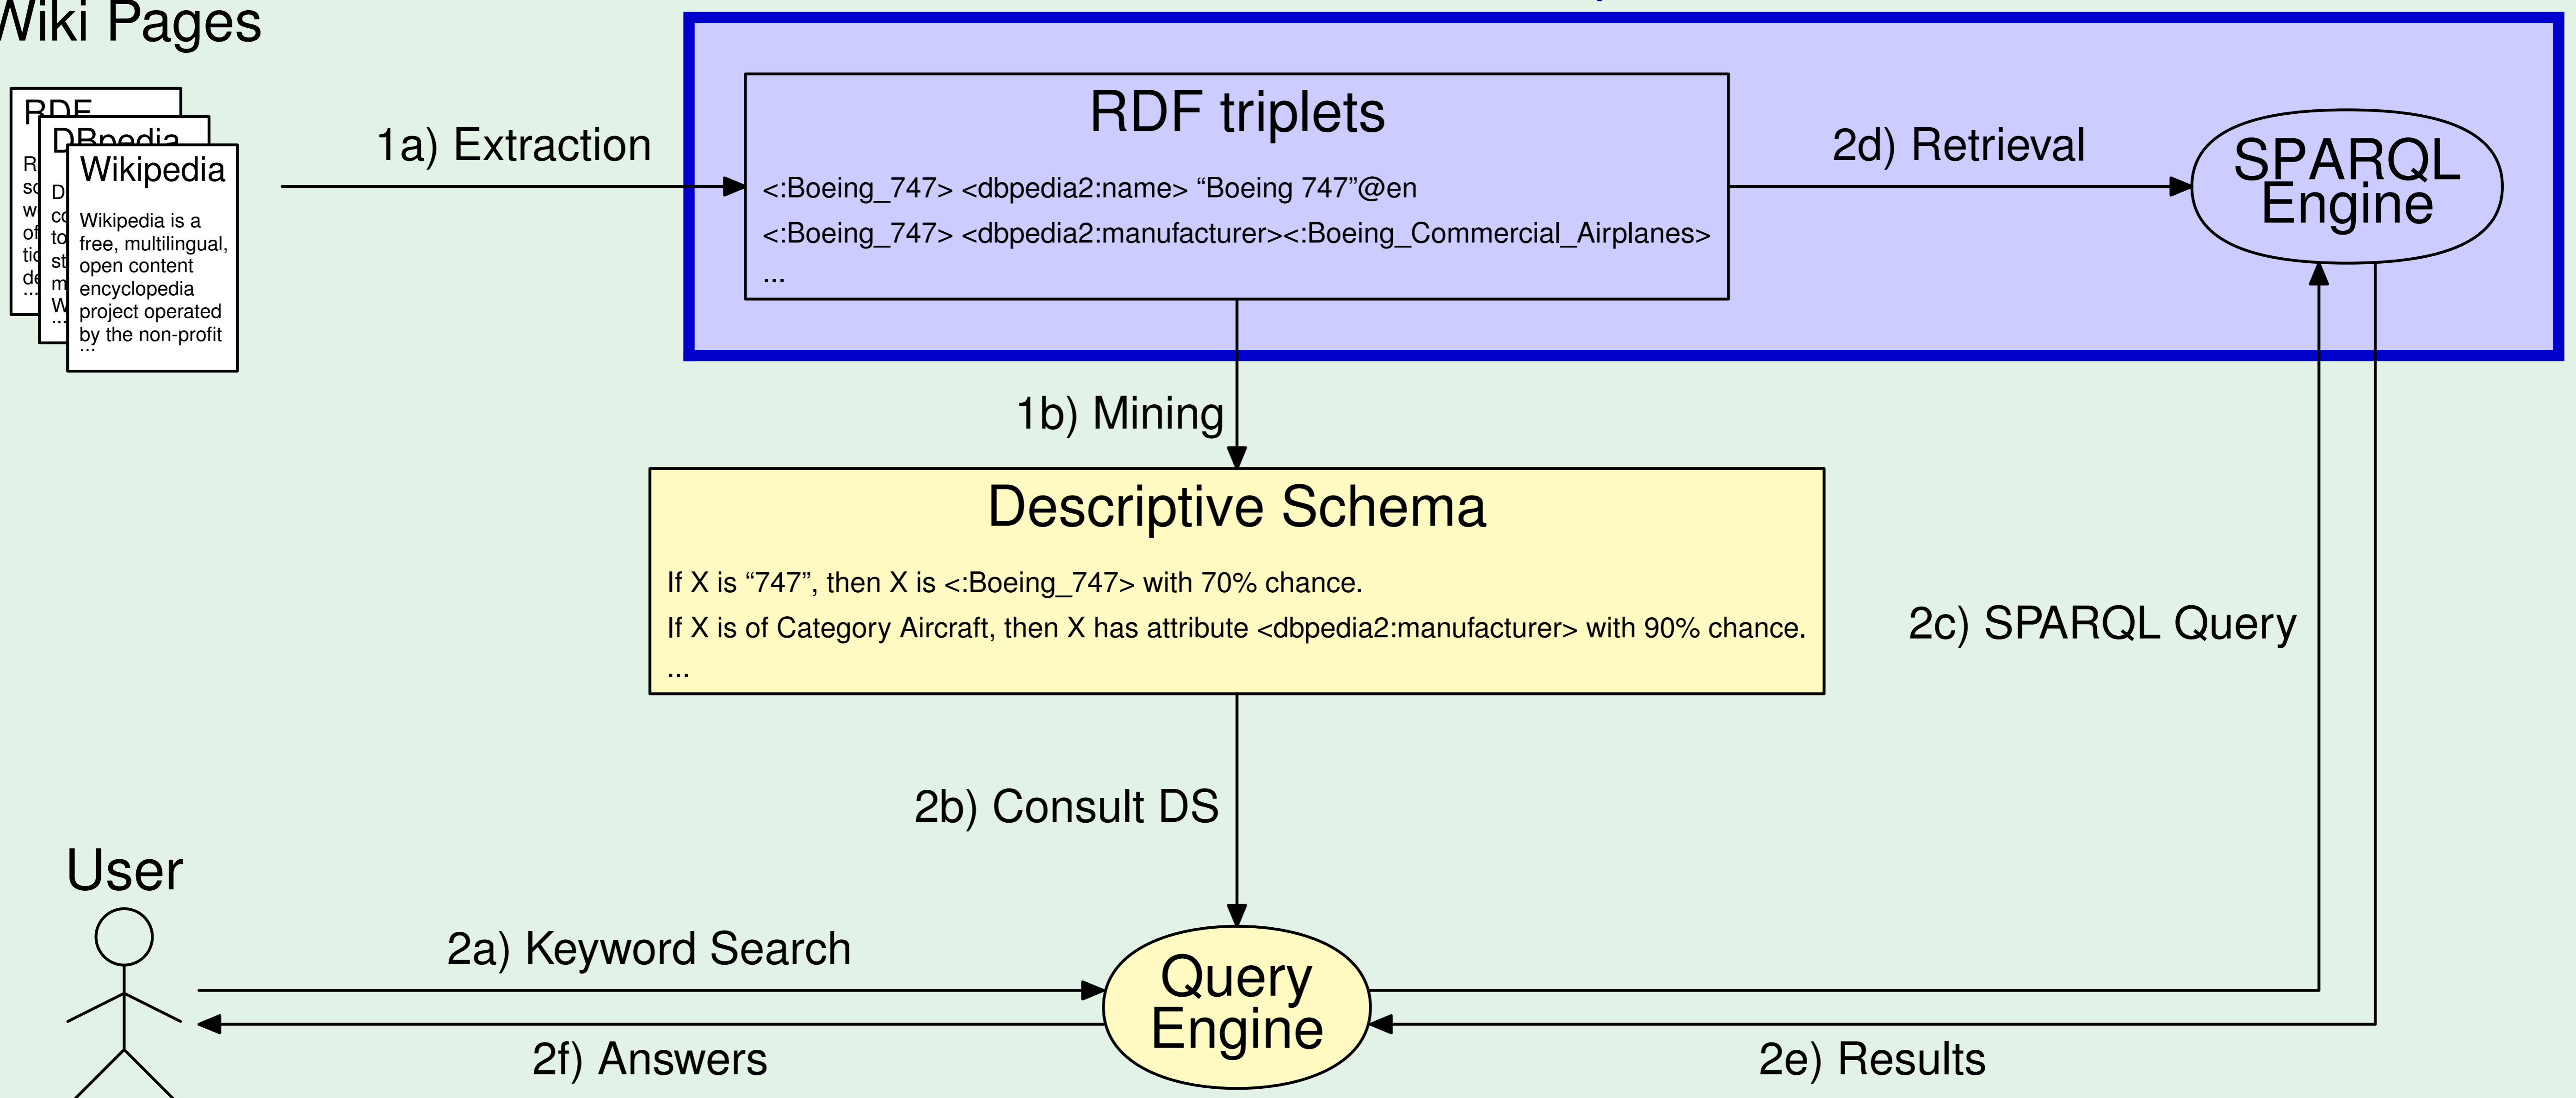 Wiki Pages
RDF
DBpedia
Wikipedia
Wikipedia is a
free, multilingual,
open content
encyclopedia
project operated
by the non-profit
...
1a) Extraction
RDF triplets
<:Boeing_747> <dbpedia2:name> “Boeing 747”@en
<:Boeing_747> <dbpedia2:manufacturer><:Boeing_Commercial_Airplanes>
...
2d) Retrieval
SPARQL
Engine
1b) Mining
Descriptive Schema
If X is “747”, then X is <:Boeing_747> with 70% chance.
If X is of Category Aircraft, then X has attribute <dbpedia2:manufacturer> with 90% chance.
...
2c) SPARQL Query
2b) Consult DS
User
2a) Keyword Search
Query
Engine
2f) Answers
2e) Results